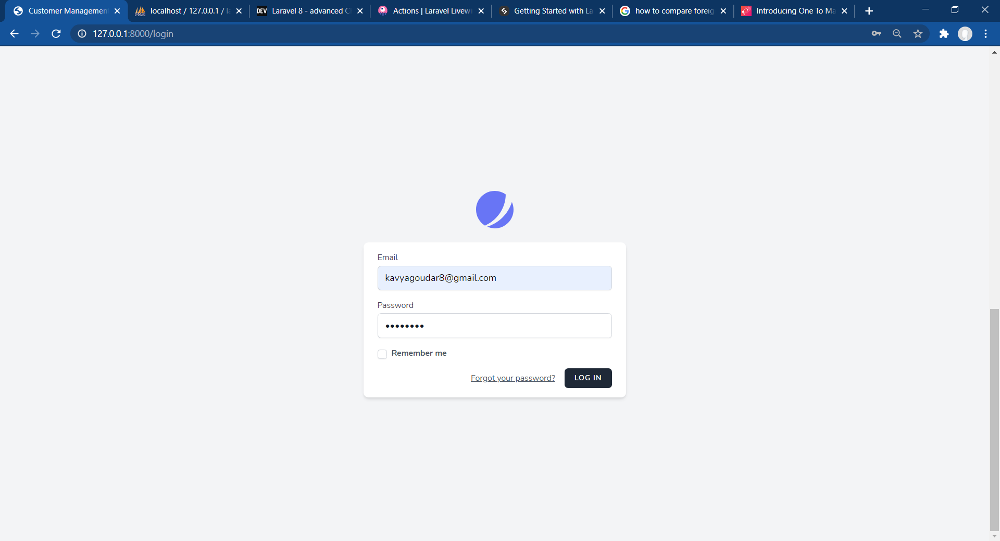 Customer Managemen
localhost / 127.0.0.1 / la
DEV Laravel 8 - advanced C
Actions | Laravel Livewi
Getting Started with La
how to compare foreig
Introducing One To Ma
127.0.0.1:8000/login
Email
kavyagoudar8@gmail.com
Password
••••••••
Remember me
Forgot your password?
LOG IN